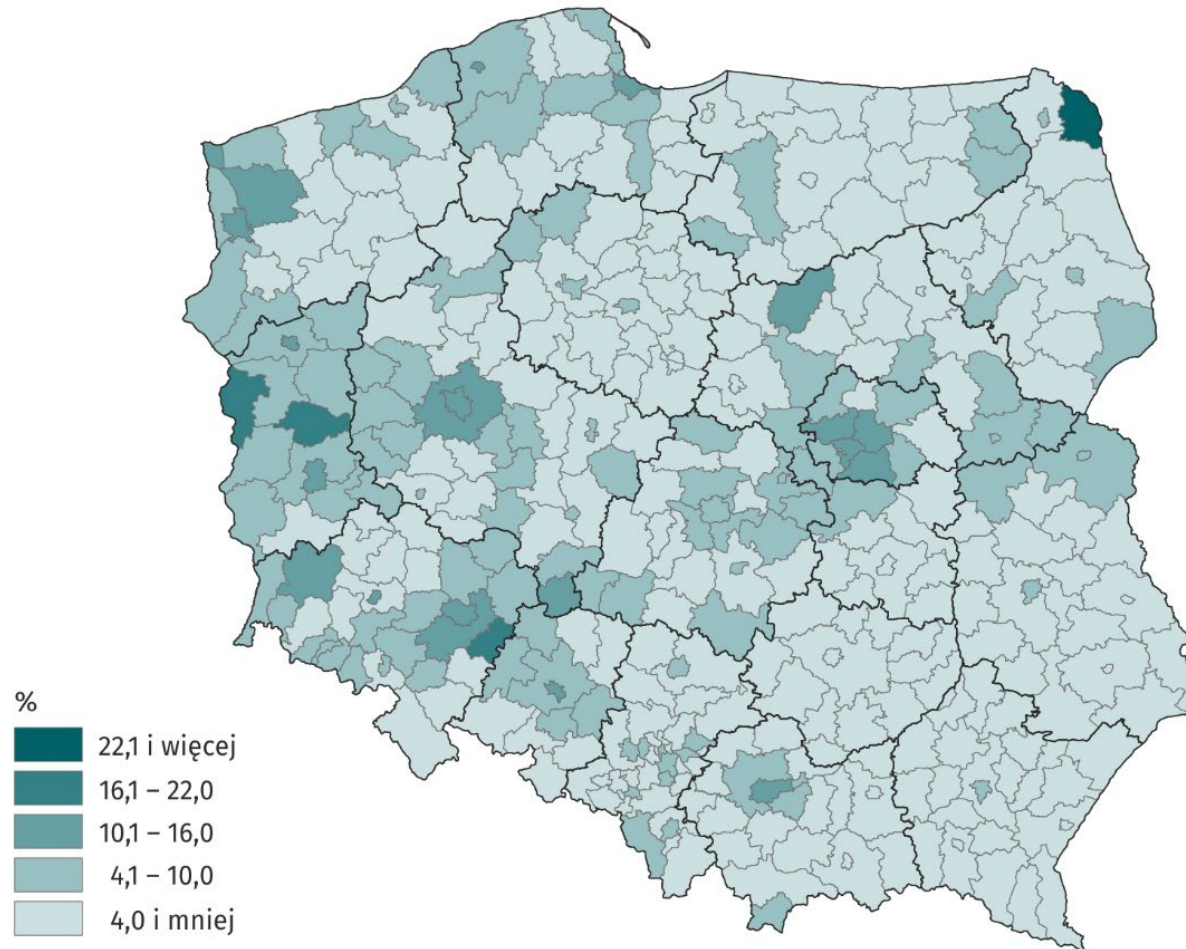 %
22,1 i więcej
16,1 – 22,0
10,1 – 16,0
4,1 – 10,0
4,0 i mniej